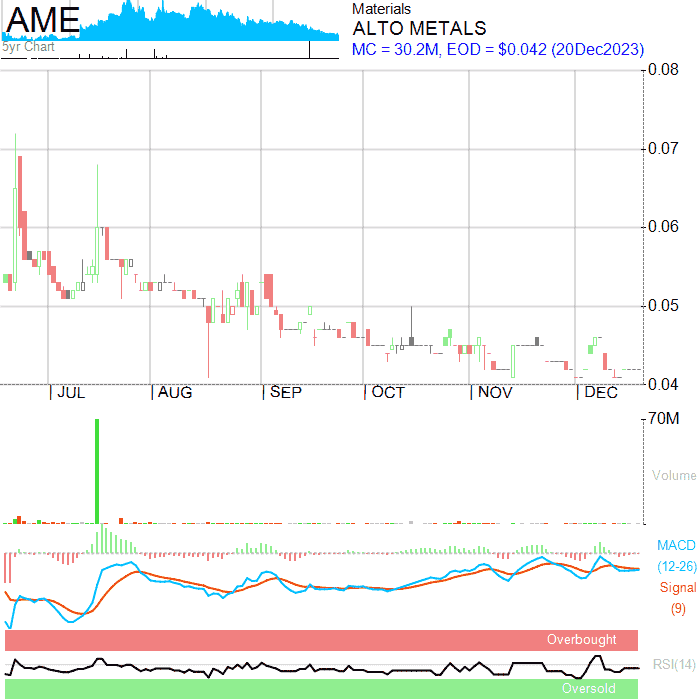 AME
5yr Chart
Materials
ALTO METALS
MC = 30.2M, EOD = $0.042 (20Dec2023)
0.08
0.07
0.06
0.05
0.04
JUL AUG SEP OCT NOV DEC
70M
Volume
MACD
(12-26)
Signal
(9)
Overbought
RSI(14)
Oversold